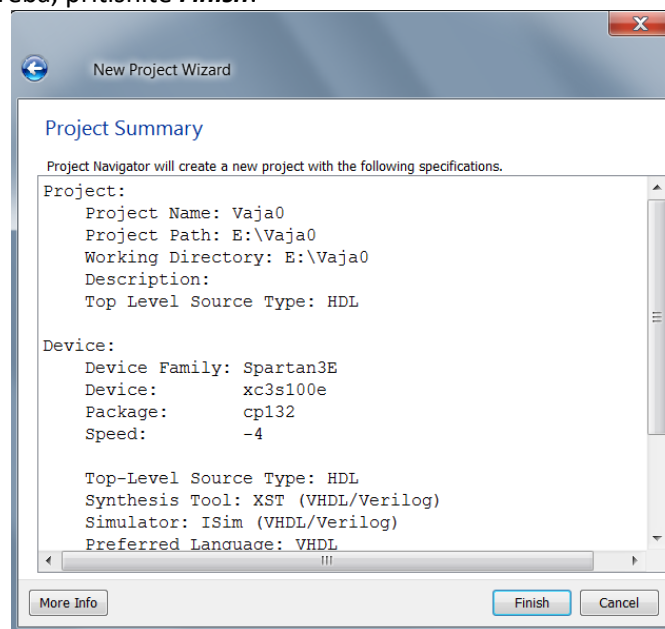 pritisnite Finish.
X
New Project Wizard
Project Summary
Project Navigator will create a new project with the following specifications.
Project:
Project Name: Vaja0
Project Path: E:\Vaja0
Working Directory: E:\Vaja0
Description:
Top Level Source Type: HDL
Device:
Device Family: Spartan3E
Device: xc3s100e
Package: cp132
Speed: -4
Top-Level Source Type: HDL
Synthesis Tool: XST (VHDL/Verilog)
Simulator: ISim (VHDL/Verilog)
Preferred Language: VHDL
More Info Finish Cancel